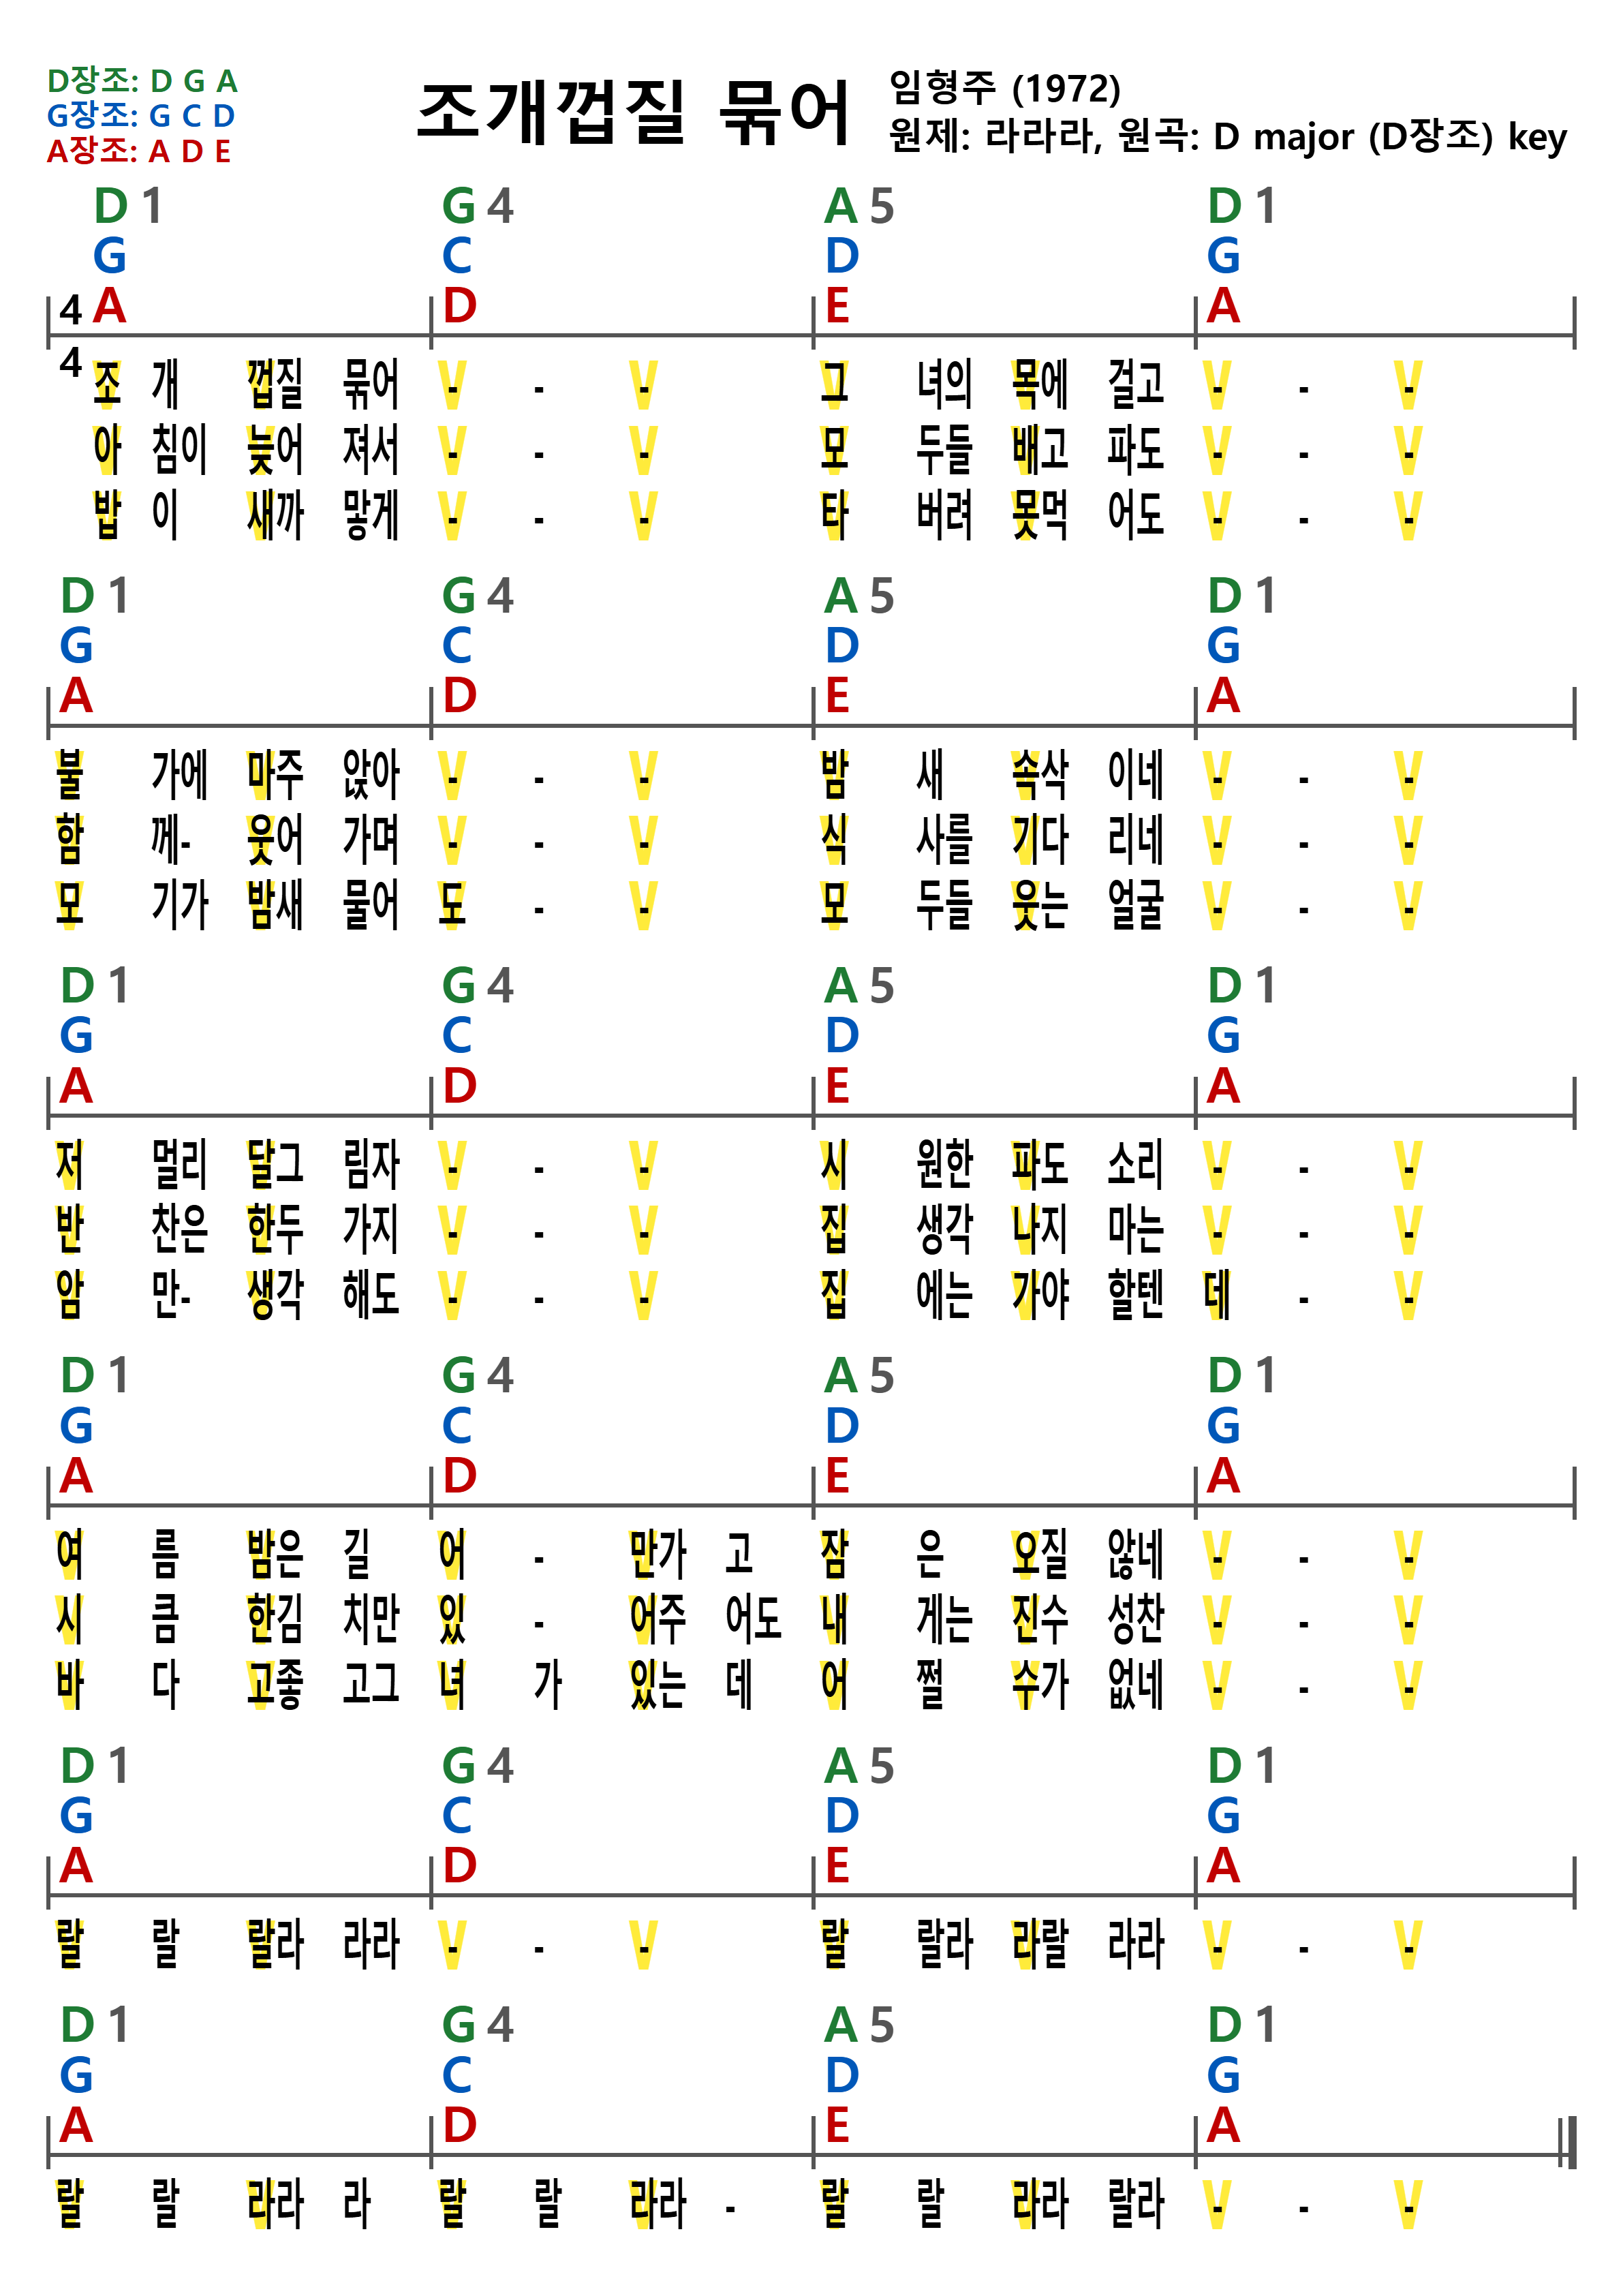 D장조: D G A
G장조: G C D
A장조: A D E
조개껍질 묶어
임형주 (1972)
원제: 라라라, 원곡: D major (D장조) key
D 1 G 4 A 5 D 1
G C D G
A D E A
4
4
조 개 껍질 묶어 - - - 그 녀의 목에 걸고 - - -
아 침이 늦어 져서 - - - 모 두들 배고 파도 - - -
밥 이 새까 맣게 - - - 타 버려 못먹 어도 - - -
D 1 G 4 A 5 D 1
G C D G
A D E A
불 가에 마주 앉아 - - - 밤 새 속삭 이네 - - -
함 께- 웃어 가며 - - - 식 사를 기다 리네 - - -
모 기가 밤새 물어 도 - - 모 두들 웃는 얼굴 - - -
D 1 G 4 A 5 D 1
G C D G
A D E A
저 멀리 달그 림자 - - - 시 원한 파도 소리 - - -
반 찬은 한두 가지 - - - 집 생각 나지 마는 - - -
암 만- 생각 해도 - - - 집 에는 가야 할텐 데 - -
D 1 G 4 A 5 D 1
G C D G
A D E A
여 름 밤은 길 어 - 만가 고 잠 은 오질 않네 - - -
시 큼 한김 치만 있 - 어주 어도 내 게는 진수 성찬 - - -
바 다 고좋 고그 녀 가 있는 데 어 쩔 수가 없네 - - -
D 1 G 4 A 5 D 1
G C D G
A D E A
랄 랄 랄라 라라 - - - 랄 랄라 라랄 라라 - - -
D 1 G 4 A 5 D 1
G C D G
A D E A
랄 랄 라라 라 랄 랄 라라 - 랄 랄 라라 랄라 - - -